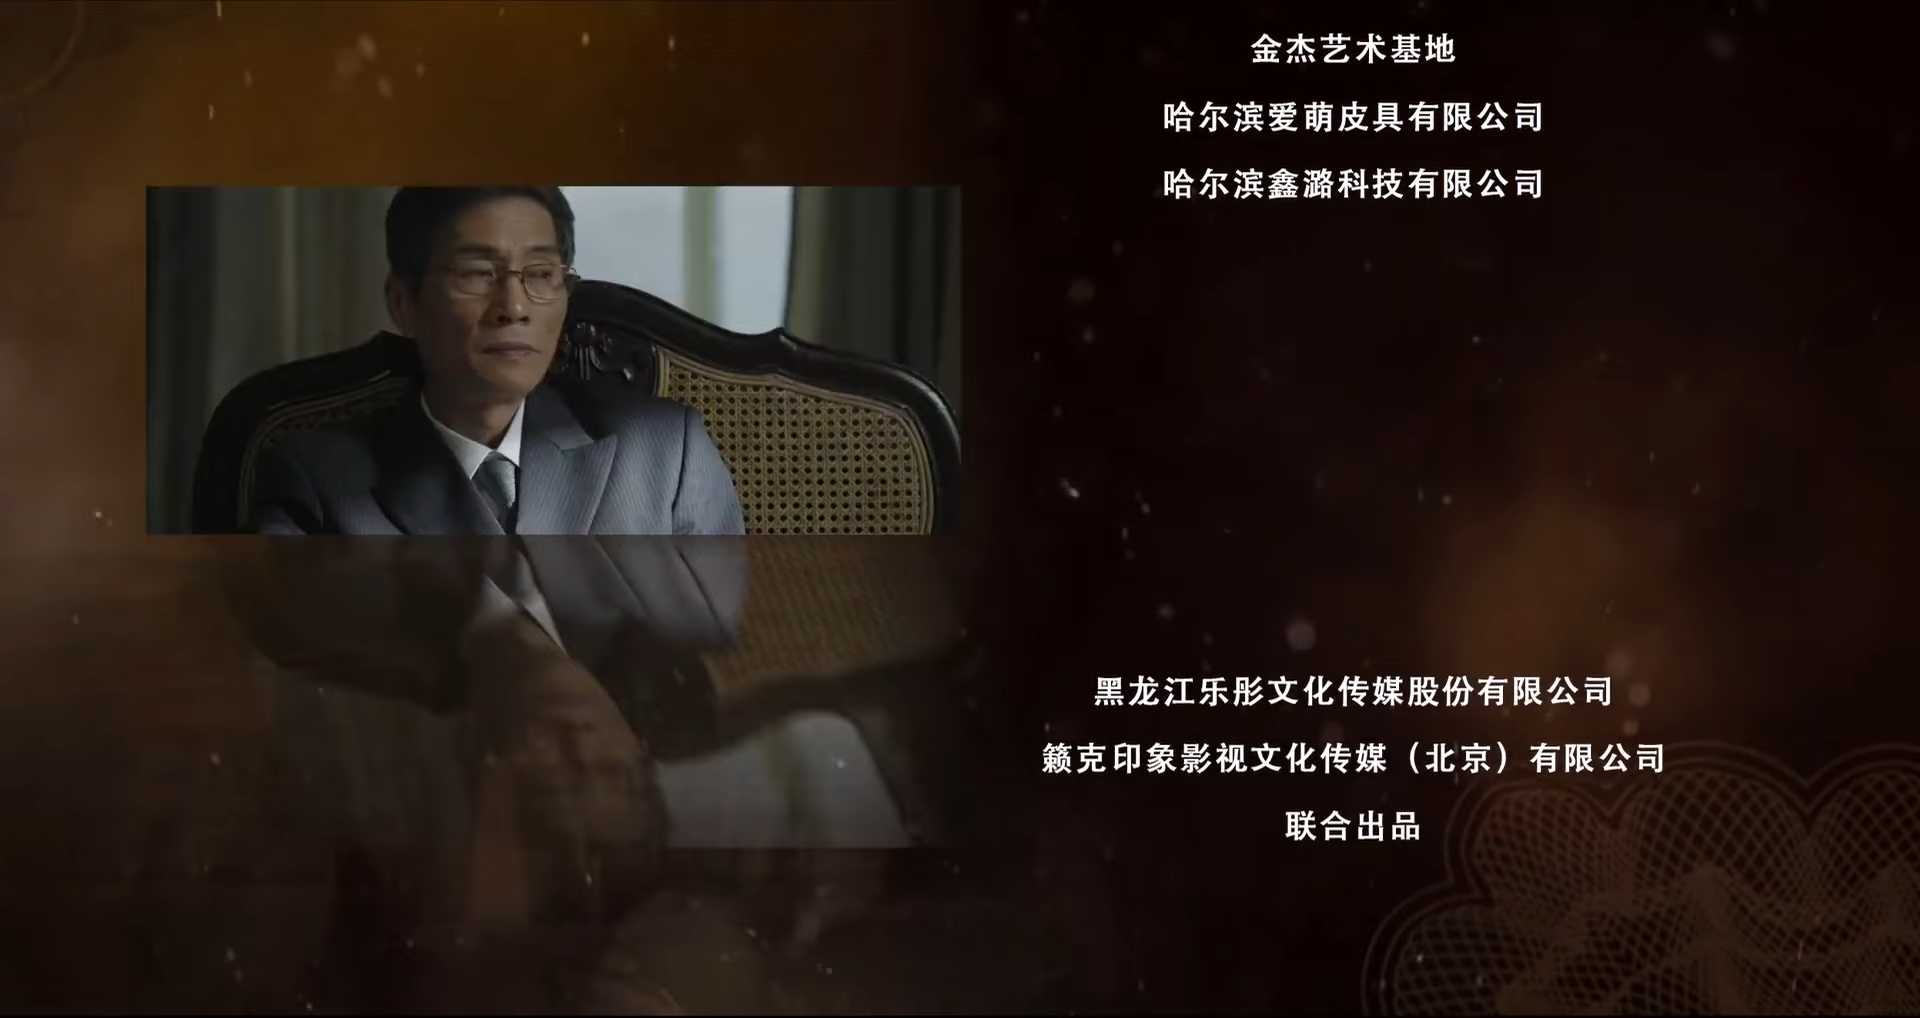 金杰艺术基地
哈尔滨爱萌皮具有限公司
哈尔滨鑫潞科技有限公司
黑龙江乐彤文化传媒股份有限公司
籁克印象影视文化传媒（北京）有限公司
联合出品